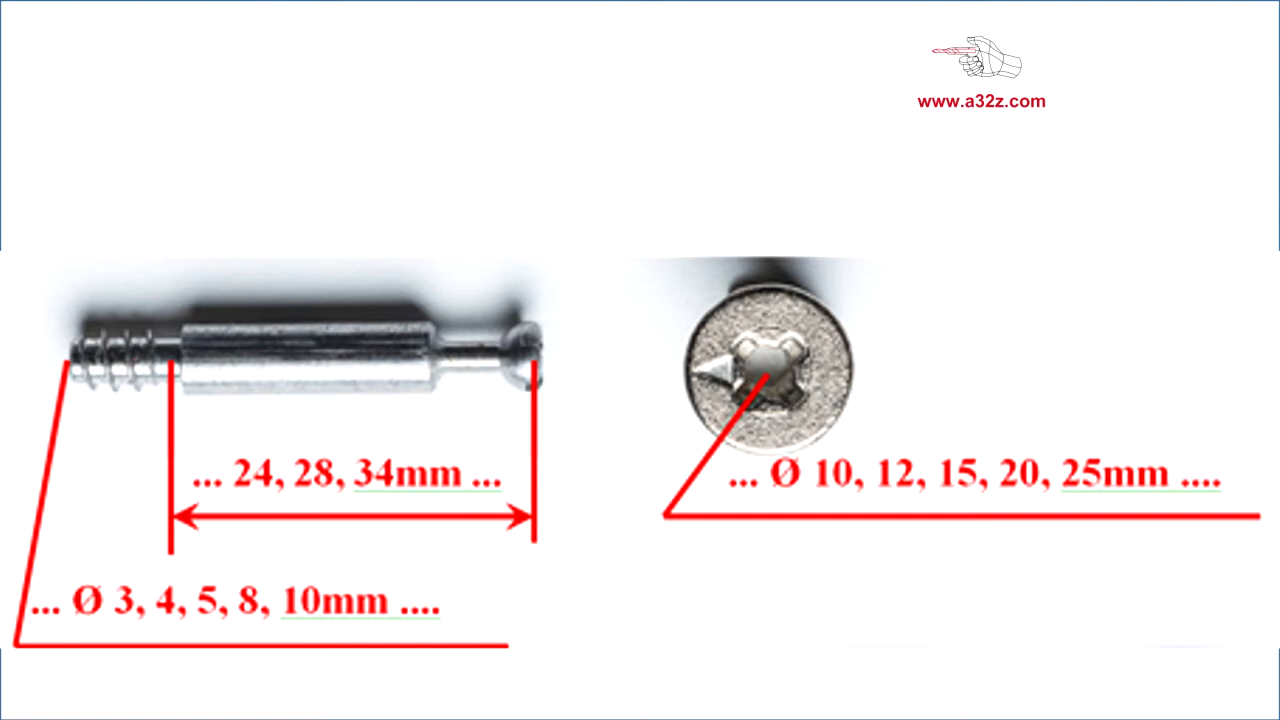 www.a32z.com
... 24, 28, 34mm ...
... Ø 10, 12, 15, 20, 25mm ....
... Ø 3, 4, 5, 8, 10mm ....